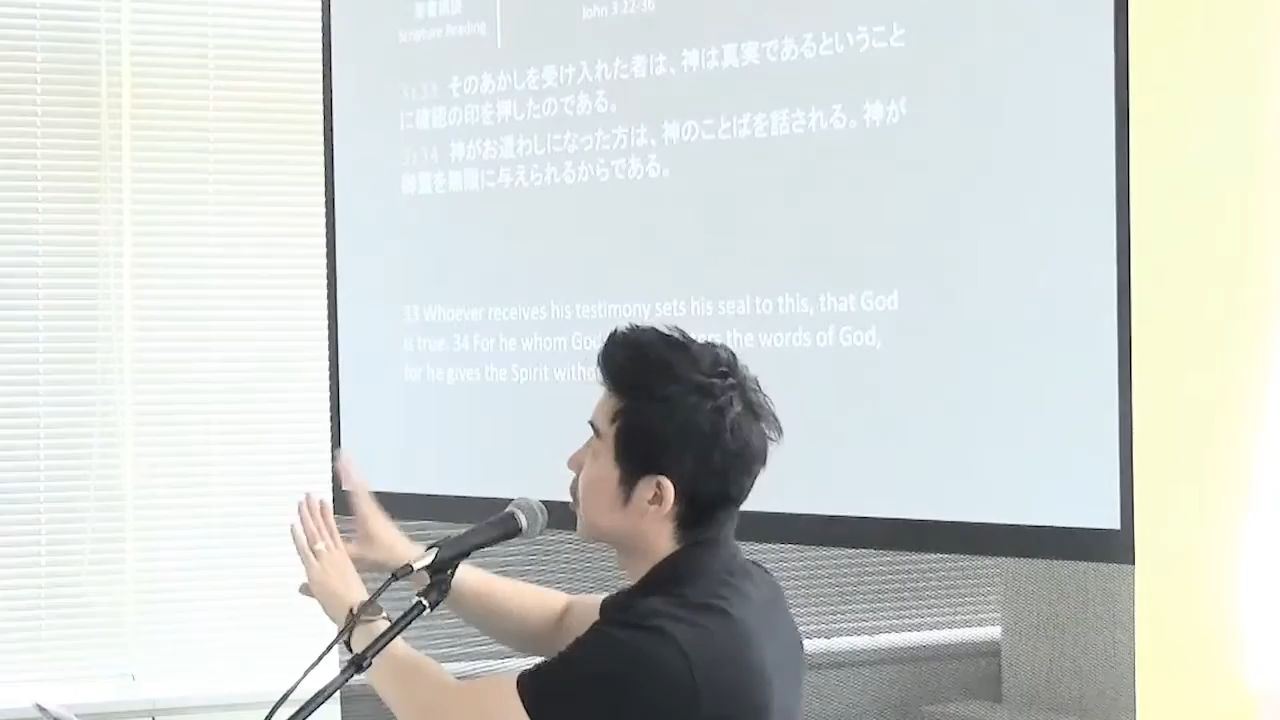 聖書朗読
Scripture Reading
John 3.22-36
3:33 そのあかしを受け入れた者は、神は真実であるということ
に確認の印を押したのである。
3:34 神がお遣わしになった方は、神のことばを話される。神が
御霊を無限に与えられるからである。
33 Whoever receives his testimony sets his seal to this, that God
is true. 34 For he whom God the words of God,
for he gives the Spirit